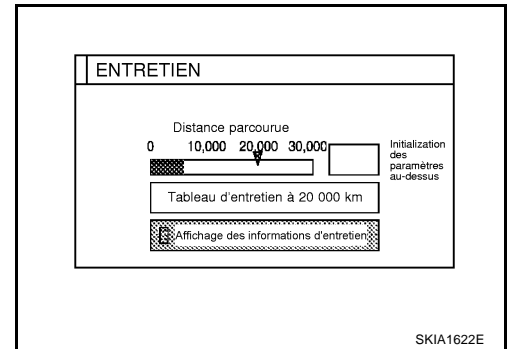 ENTRETIEN
Distance parcourue
0 10,000 20,000 30,000
Initialization
des
paramètres
au-dessus
Tableau d'entretien à 20 000 km
Affichage des informations d'entretien
SKIA1622E